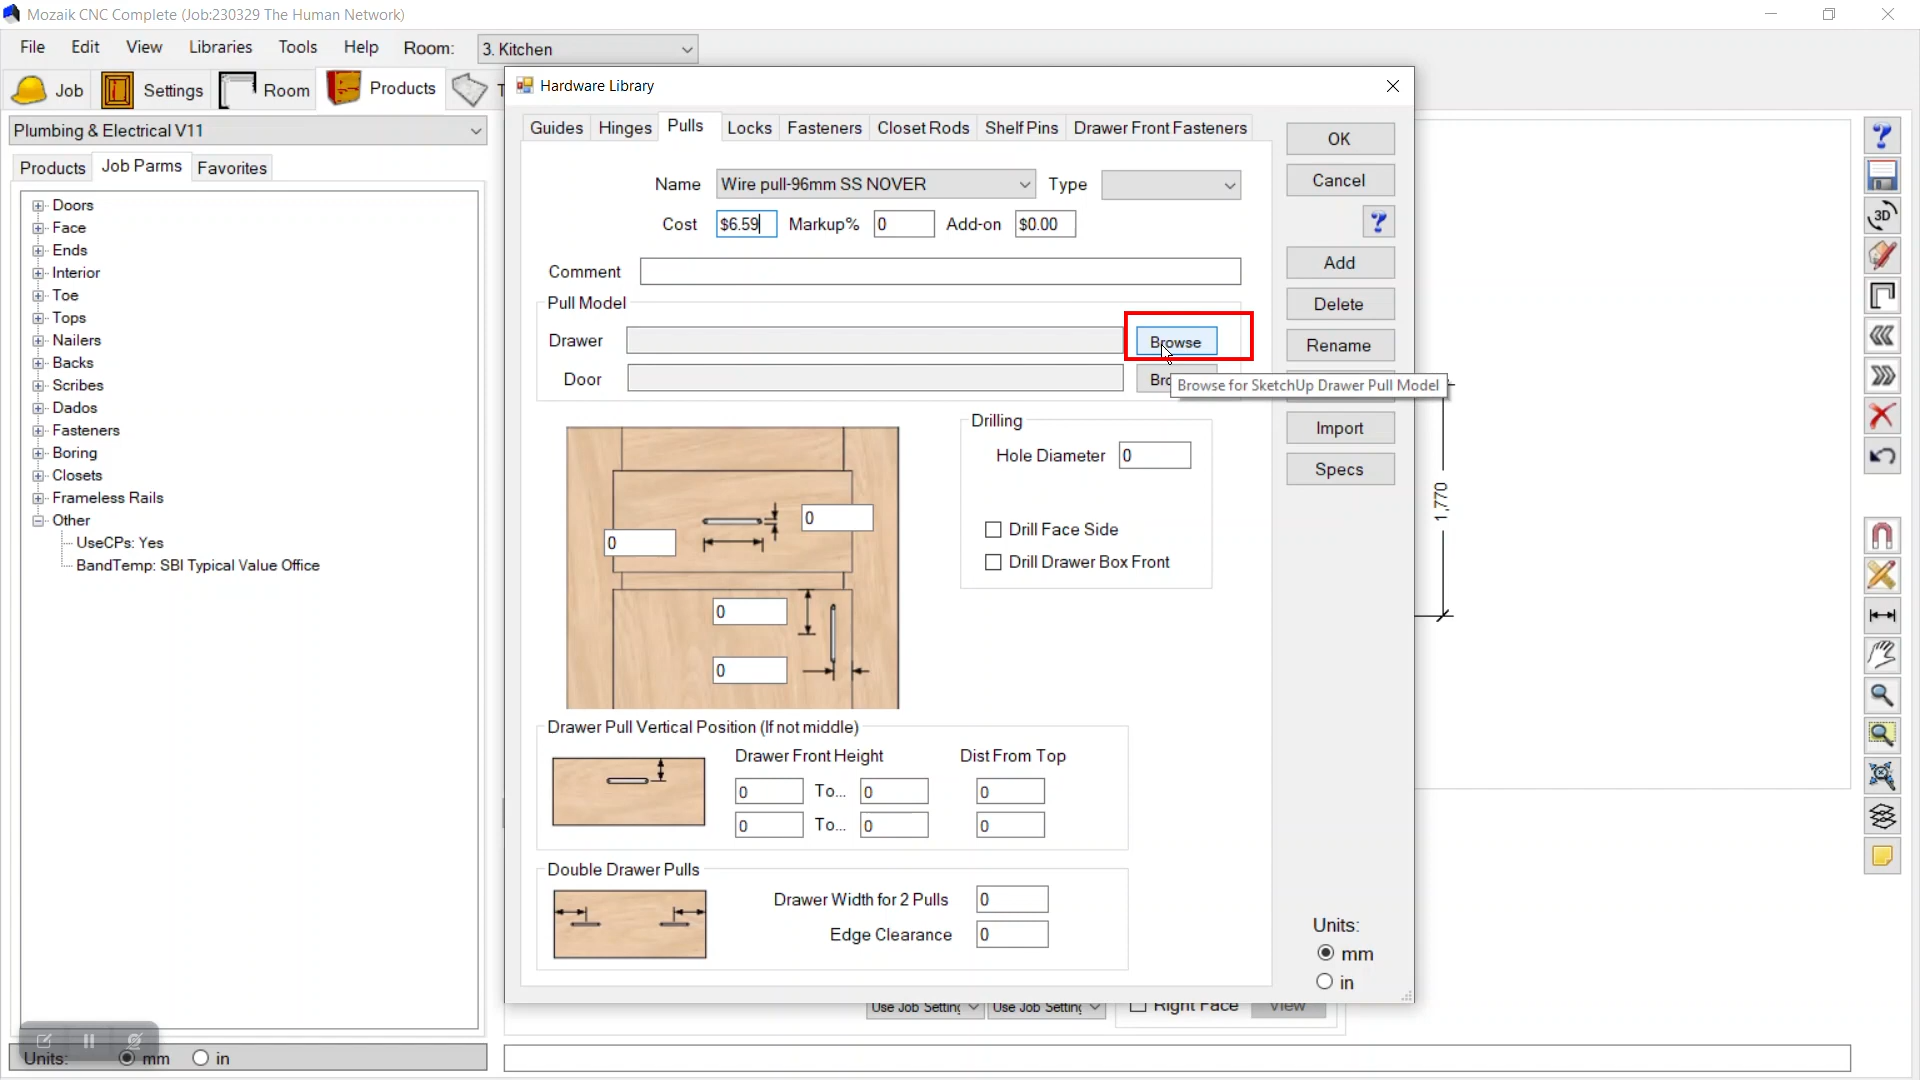 Mozaik CNC Complete (Job:230329 The Human Network)
File Edit View Libraries Tools Help Room: 3. Kitchen
Job Settings Room Products
Plumbing & Electrical V11
Products Job Parms Favorites
Doors
Face
Ends
Interior
Toe
Tops
Nailers
Backs
Scribes
Dados
Fasteners
Boring
Closets
Frameless Rails
Other
UseCPs: Yes
BandTemp: SBI Typical Value Office
Units: mm in
Hardware Library
Guides Hinges Pulls Locks Fasteners Closet Rods Shelf Pins Drawer Front Fasteners
Name Wire pull-96mm SS NOVER Type
Cost $6.59 Markup% 0 Add-on $0.00
Comment
Pull Model
Drawer Browse
Door
Browse for SketchUp Drawer Pull Model
0
0
0
0
Drilling
Hole Diameter 0
Drill Face Side
Drill Drawer Box Front
Drawer Pull Vertical Position (If not middle)
Drawer Front Height Dist From Top
0 To... 0 0
0 To... 0 0
Double Drawer Pulls
Drawer Width for 2 Pulls 0
Edge Clearance 0
OK
Cancel
?
Add
Delete
Rename
Import
Specs
Units:
mm
in
1,770
?
3D
Use Job Setting Use Job Setting Right Face View